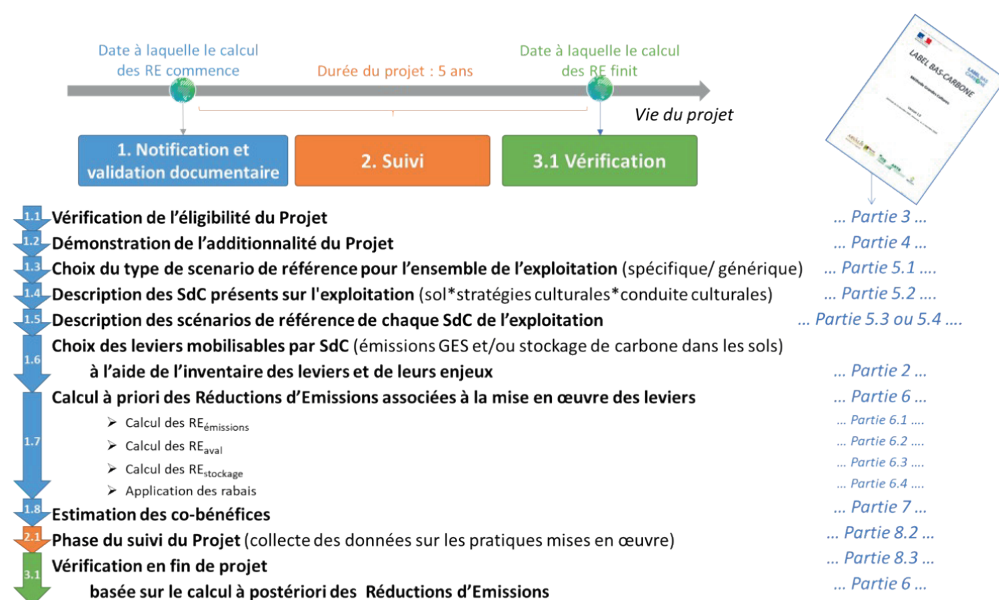 Date à laquelle le calcul
des RE commence
Durée du projet : 5 ans
Date à laquelle le calcul
des RE finit
Vie du projet
LABEL BAS-CARBONE
1. Notification et
validation documentaire
2. Suivi
3.1 Vérification
1.1 Vérification de l’éligibilité du Projet ... Partie 3 ...
1.2 Démonstration de l’additionnalité du Projet ... Partie 4 ...
1.3 Choix du type de scenario de référence pour l’ensemble de l’exploitation (spécifique/ générique) ... Partie 5.1 ....
1.4 Description des SdC présents sur l'exploitation (sol*stratégies culturales*conduite culturales) ... Partie 5.2 ....
1.5 Description des scénarios de référence de chaque SdC de l’exploitation ... Partie 5.3 ou 5.4 ....
1.6 Choix des leviers mobilisables par SdC (émissions GES et/ou stockage de carbone dans les sols)
à l’aide de l’inventaire des leviers et de leurs enjeux ... Partie 2 ...
1.7 Calcul à priori des Réductions d’Emissions associées à la mise en œuvre des leviers ... Partie 6 ...
➢ Calcul des REémissions ... Partie 6.1 ....
➢ Calcul des REaval ... Partie 6.2 ....
➢ Calcul des REstockage ... Partie 6.3 ....
➢ Application des rabais ... Partie 6.4 ....
1.8 Estimation des co-bénéfices ... Partie 7 ...
2.1 Phase du suivi du Projet (collecte des données sur les pratiques mises en œuvre) ... Partie 8.2 ...
3.1 Vérification en fin de projet ... Partie 8.3 ...
basée sur le calcul à postériori des Réductions d’Emissions ... Partie 6 ...